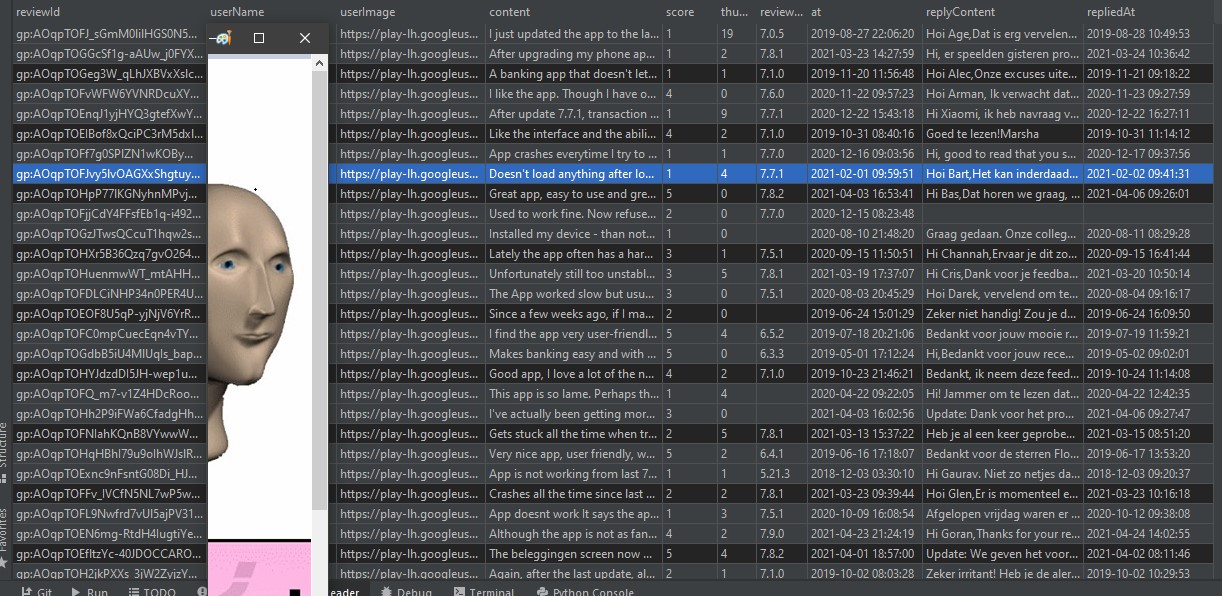 reviewId userName userImage content score thu... review... at replyContent repliedAt
gp:AOqpTOFJ_sGmM0IilHGS0N5... https://play-lh.googleus... I just updated the app to the la... 1 19 7.0.5 2019-08-27 22:06:20 Hoi Age,Dat is erg vervelen... 2019-08-28 10:49:53
gp:AOqpTOGGcSf1g-aAUw_j0FYX... https://play-lh.googleus... After upgrading my phone ap... 1 2 7.8.1 2021-03-23 14:27:59 Hi, er speelden gisteren pro... 2021-03-24 10:36:42
gp:AOqpTOGeg3W_qLhJXBVxXslc... https://play-lh.googleus... A banking app that doesn't let... 1 1 7.1.0 2019-11-20 11:56:48 Hoi Alec,Onze excuses uite... 2019-11-21 09:18:22
gp:AOqpTOFvWFW6YVNRDcuXY... https://play-lh.googleus... I like the app. Though I have o... 4 0 7.6.0 2020-11-22 09:57:23 Hoi Arman, Ik verwacht dat... 2020-11-23 09:27:59
gp:AOqpTOEnqJ1yjHYQ3gtefXwY... https://play-lh.googleus... After update 7.7.1, transaction ... 1 9 7.7.1 2020-12-22 15:43:18 Hi Xiaomi, ik heb navraag v... 2020-12-22 16:27:11
gp:AOqpTOEIBof8xQciPC3rM5dxI... https://play-lh.googleus... Like the interface and the abili... 4 2 7.1.0 2019-10-31 08:40:16 Goed te lezen!Marsha 2019-10-31 11:14:12
gp:AOqpTOFf7g0SPIZN1wKOBy... https://play-lh.googleus... App crashes everytime I try to ... 1 1 7.7.0 2020-12-16 09:03:56 Hi, good to read that you s... 2020-12-17 09:37:56
gp:AOqpTOFJvy5lvOAGXxShgtuy... https://play-lh.googleus... Doesn't load anything after lo... 1 4 7.7.1 2021-02-01 09:59:51 Hoi Bart,Het kan inderdaad... 2021-02-02 09:41:31
gp:AOqpTOHpP77IKGNyhnMPvj... https://play-lh.googleus... Great app, easy to use and gre... 5 0 7.8.2 2021-04-03 16:53:41 Hi Bas,Dat horen we graag, ... 2021-04-06 09:26:01
gp:AOqpTOFjjCdY4FFsfEb1q-i492... https://play-lh.googleus... Used to work fine. Now refuse... 2 0 7.7.0 2020-12-15 08:23:48
gp:AOqpTOGzJTwsQCcuT1hqw2s... https://play-lh.googleus... Installed my device - than not... 1 0 2020-08-10 21:48:20 Graag gedaan. Onze colleg... 2020-08-11 08:29:28
gp:AOqpTOHXr5B36Qzq7gvO264... https://play-lh.googleus... Lately the app often has a har... 3 1 7.5.1 2020-09-15 11:50:51 Hi Channah,Ervaar je dit zo... 2020-09-15 16:41:44
gp:AOqpTOHuenmwWT_mtAHH... https://play-lh.googleus... Unfortunately still too unstabl... 3 5 7.8.1 2021-03-19 17:37:07 Hi Cris,Dank voor je feedba... 2021-03-20 10:50:14
gp:AOqpTOFDLCiNHP34n0PER4U... https://play-lh.googleus... The App worked slow but usu... 3 0 7.5.1 2020-08-03 20:45:29 Hoi Darek, vervelend om te... 2020-08-04 09:16:17
gp:AOqpTOEOF8U5qP-yjNjV6YrR... https://play-lh.googleus... Since a few weeks ago, if I ma... 2 0 2019-06-24 15:01:29 Zeker niet handig! Zou je d... 2019-06-24 16:09:50
gp:AOqpTOFC0mpCuecEqn4vTY... https://play-lh.googleus... I find the app very user-friendl... 5 4 6.5.2 2019-07-18 20:21:06 Bedankt voor jouw mooie r... 2019-07-19 11:59:21
gp:AOqpTOGdbB5iU4MIUqls_bap... https://play-lh.googleus... Makes banking easy and with ... 5 0 6.3.3 2019-05-01 17:12:24 Hi,Bedankt voor jouw rece... 2019-05-02 09:02:01
gp:AOqpTOHYJdzdDI5JH-wep1u... https://play-lh.googleus... Good app, I love a lot of the n... 4 2 7.1.0 2019-10-23 21:46:21 Bedankt, ik neem deze feed... 2019-10-24 11:14:08
gp:AOqpTOFQ_m7-v1Z4HDcRoo... https://play-lh.googleus... This app is so lame. Perhaps th... 1 4 2020-04-22 09:22:05 Hi! Jammer om te lezen dat... 2020-04-22 12:42:35
gp:AOqpTOHh2P9iFWa6CfadgHh... https://play-lh.googleus... I've actually been getting mor... 3 0 2021-04-03 16:02:56 Update: Dank voor het pro... 2021-04-06 09:27:47
gp:AOqpTOFNlahKQnB8VYwwW... https://play-lh.googleus... Gets stuck all the time when tr... 2 5 7.8.1 2021-03-13 15:37:22 Heb je al een keer geprobe... 2021-03-15 08:51:20
gp:AOqpTOHqHBhl79u9olhWJslR... https://play-lh.googleus... Very nice app, user friendly, w... 5 2 6.4.1 2019-06-16 17:18:07 Bedankt voor de sterren Flo... 2019-06-17 13:53:20
gp:AOqpTOExnc9nFsntG08Di_HJ... https://play-lh.googleus... App is not working from last 7... 1 1 5.21.3 2018-12-03 03:30:10 Hi Gaurav. Niet zo netjes da... 2018-12-03 09:20:37
gp:AOqpTOFFv_IVCfN5NL7wP5w... https://play-lh.googleus... Crashes all the time since last ... 2 2 7.8.1 2021-03-23 09:39:44 Hoi Glen,Er is momenteel e... 2021-03-23 10:16:18
gp:AOqpTOFL9Nwfrd7vUI5ajPV31... https://play-lh.googleus... App doesnt work It says the ap... 1 3 7.5.1 2020-10-09 16:08:54 Afgelopen vrijdag waren er ... 2020-10-12 09:38:08
gp:AOqpTOEN6mg-RtdH4lugtiYe... https://play-lh.googleus... Although the app is not as fan... 4 2 7.9.0 2021-04-23 21:24:19 Hi Goran,Thanks for your re... 2021-04-24 14:02:55
gp:AOqpTOEfItzYc-40JDOCCARO... https://play-lh.googleus... The beleggingen screen now ... 5 4 7.8.2 2021-04-01 18:57:00 Update: We geven het voor... 2021-04-02 08:11:46
gp:AOqpTOH2jkPXXs_3jW2ZyjzY... https://play-lh.googleus... Again, after the last update, al... 2 1 7.1.0 2019-10-02 08:03:28 Zeker irritant! Heb je de aler... 2019-10-02 10:29:53
Structure
Favorites
Git Run TODO eader Debug Terminal Python Console